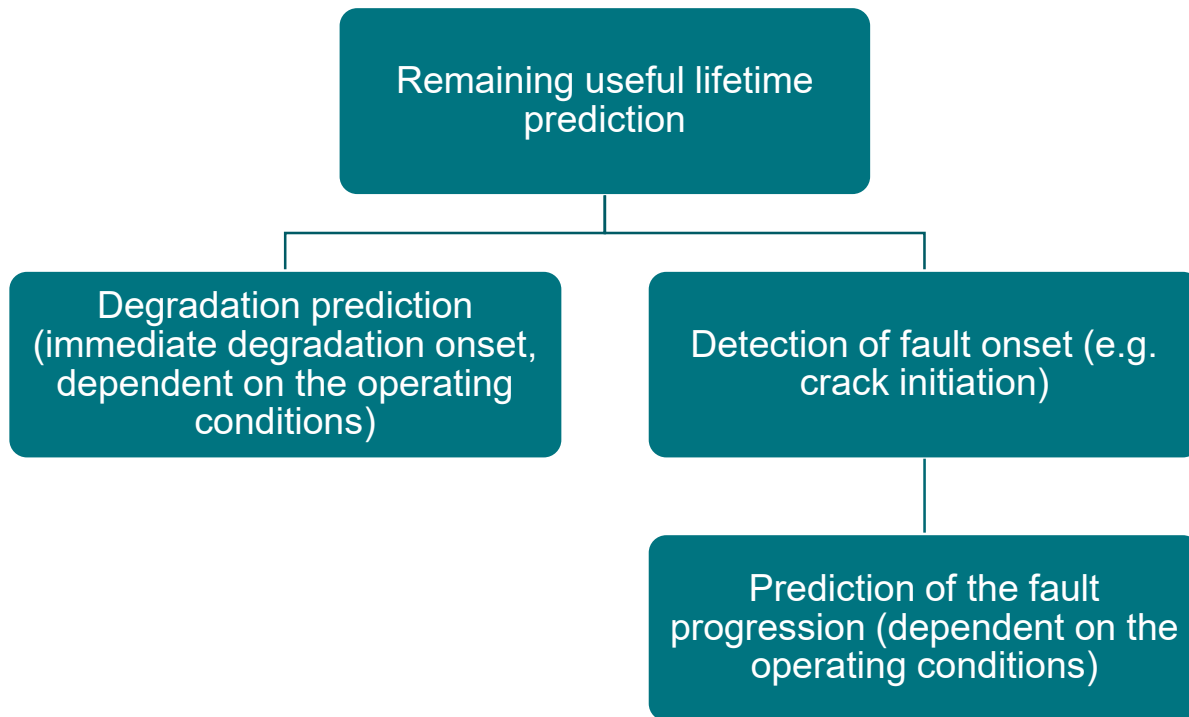 Remaining useful lifetime
prediction
Degradation prediction
(immediate degradation onset,
dependent on the operating
conditions)
Detection of fault onset (e.g.
crack initiation)
Prediction of the fault
progression (dependent on the
operating conditions)